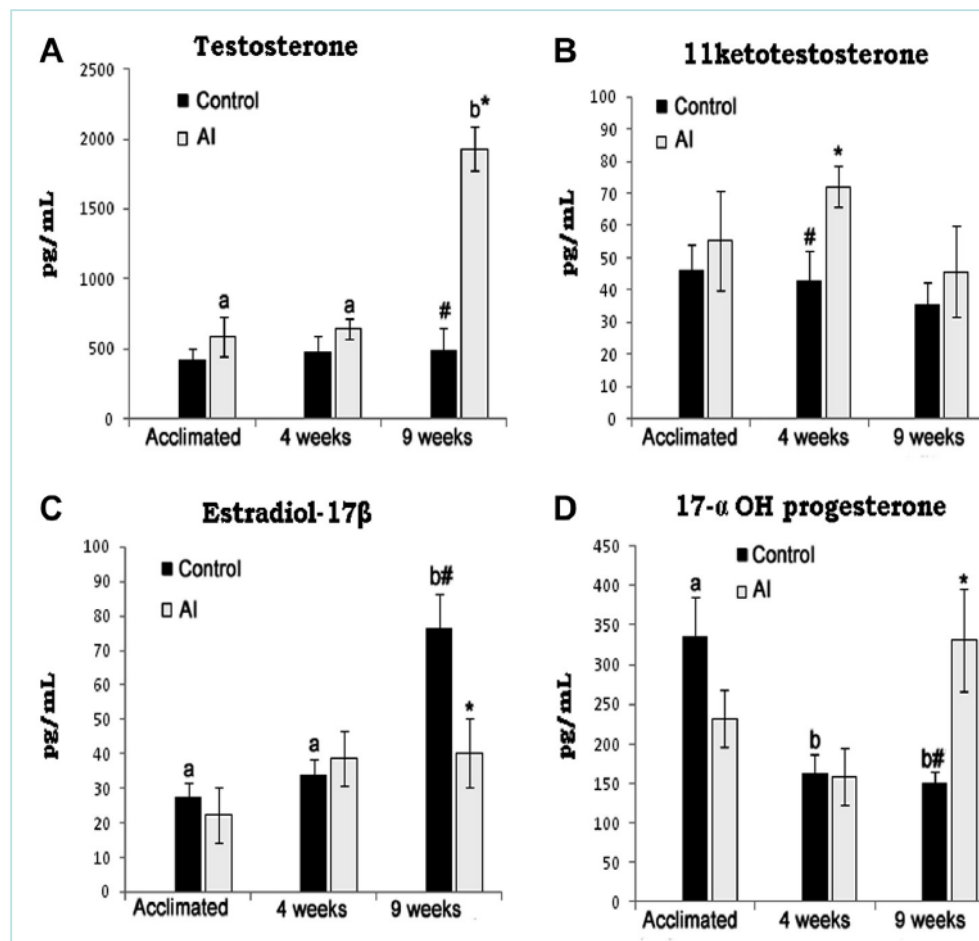 A Testosterone
pg/mL
2500
2000
1500
1000
500
0
Control
AI
a
a
#
b*
Acclimated 4 weeks 9 weeks
B 11ketotestosterone
pg/mL
100
90
80
70
60
50
40
30
20
10
0
Control
AI
#
*
Acclimated 4 weeks 9 weeks
C Estradiol-17β
pg/mL
100
90
80
70
60
50
40
30
20
10
0
Control
AI
a
a
b#
*
Acclimated 4 weeks 9 weeks
D 17-α OH progesterone
pg/mL
450
400
350
300
250
200
150
100
50
0
Control
AI
a
b
b#
*
Acclimated 4 weeks 9 weeks